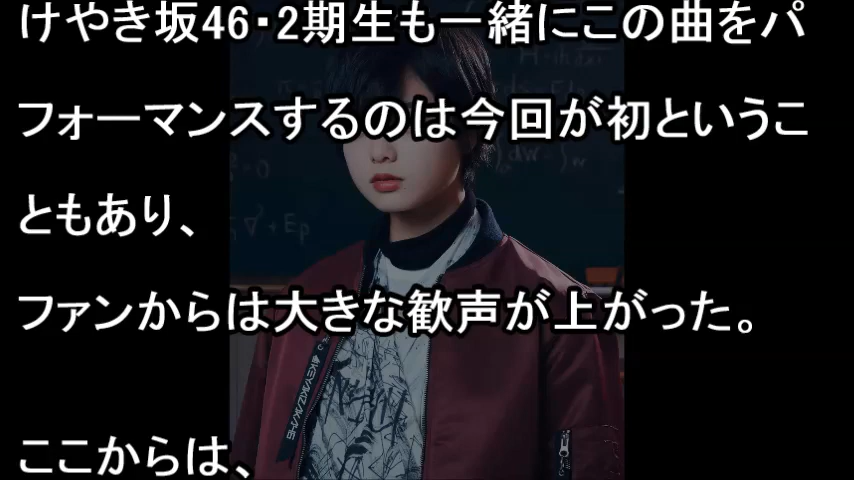 けやき坂46・2期生も一緒にこの曲をパ
フォーマンスするのは今回が初というこ
ともあり、
ファンからは大きな歓声が上がった。
ここからは、